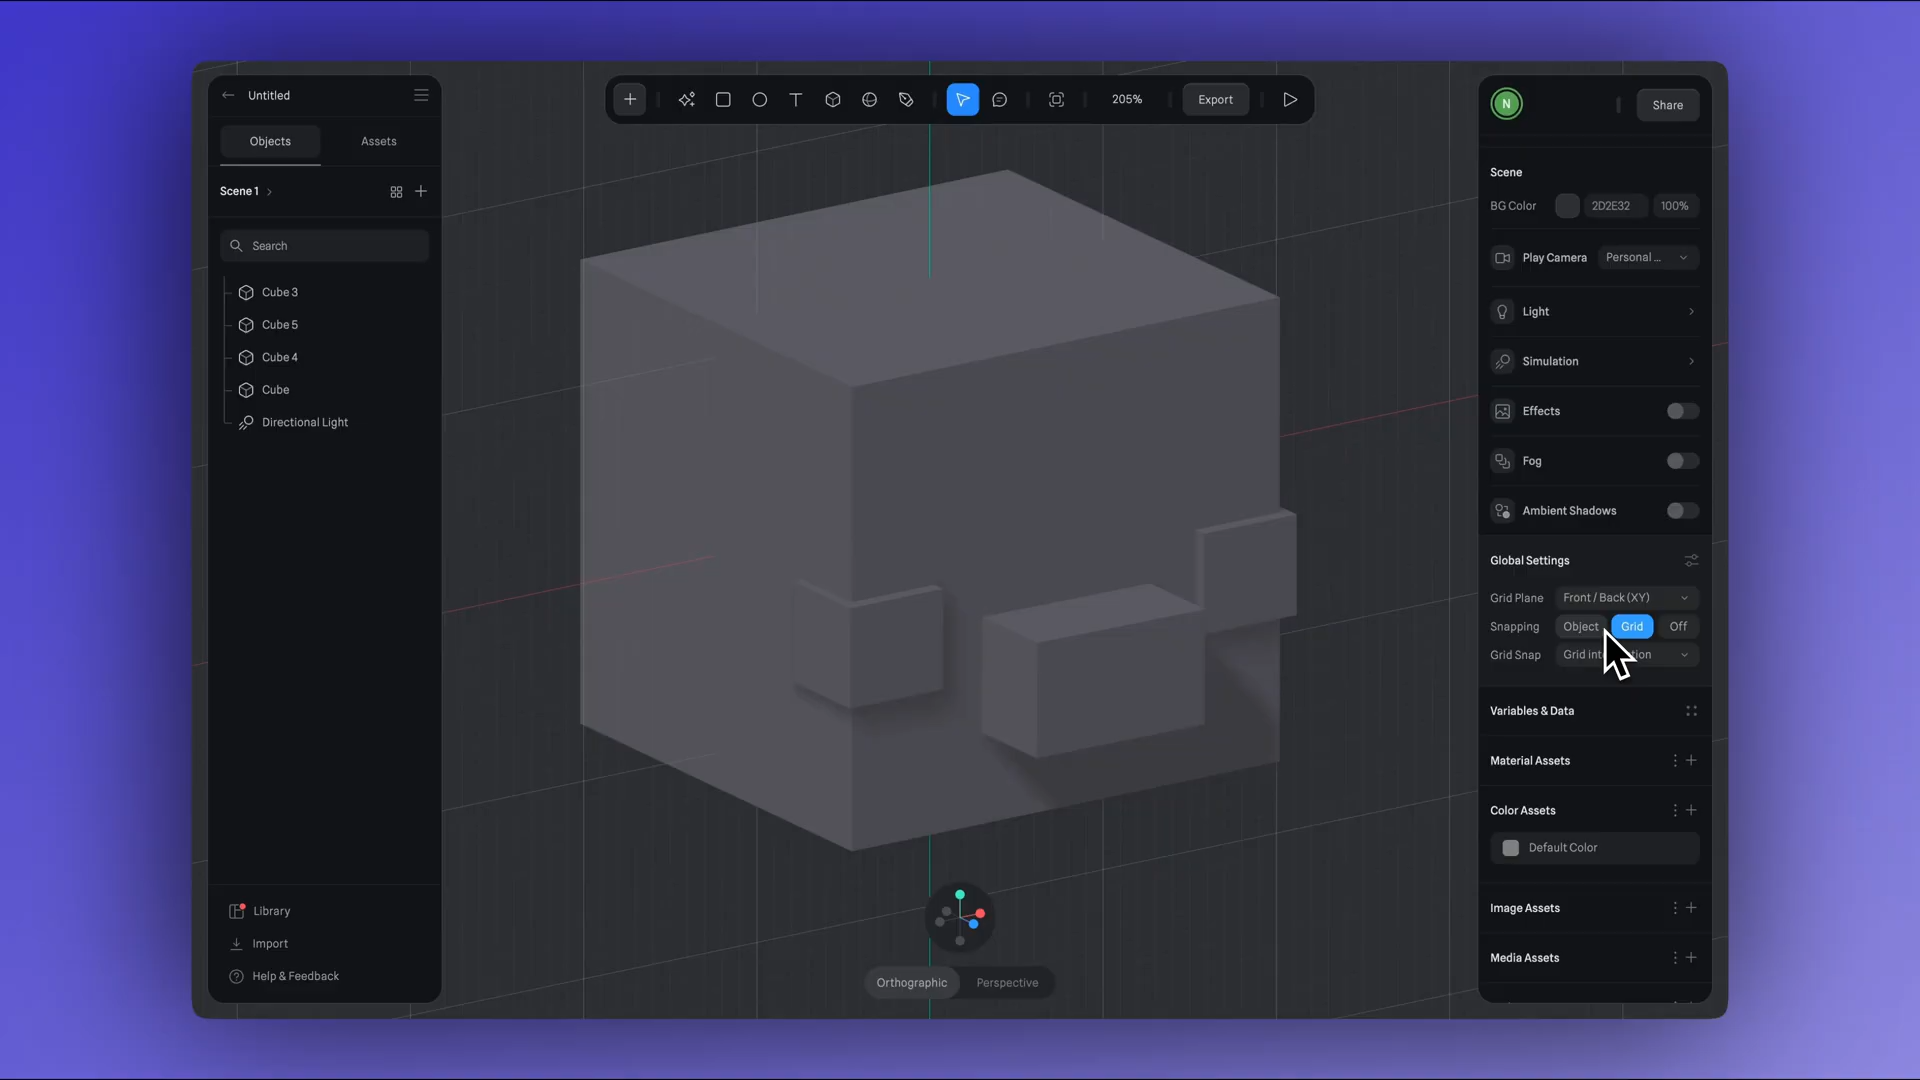 Untitled
Objects
Assets
Scene 1
Search
Cube 3
Cube 5
Cube 4
Cube
Directional Light
Library
Import
Help & Feedback
T
205%
Export
Orthographic
Perspective
N
Share
Scene
BG Color
2D2E32
100%
Play Camera
Personal ...
Light
Simulation
Effects
Fog
Ambient Shadows
Global Settings
Grid Plane
Front / Back (XY)
Snapping
Object
Grid
Off
Grid Snap
Grid
Variables & Data
Material Assets
Color Assets
Default Color
Image Assets
Media Assets